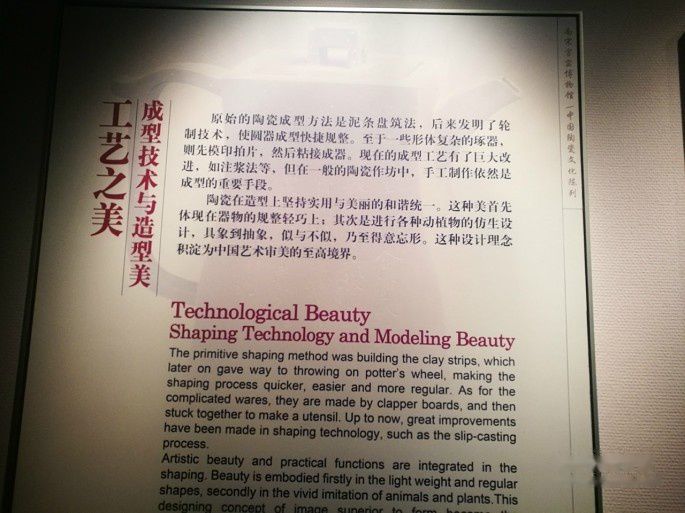 工艺之美
成型技术与造型美
原始的陶瓷成型方法是泥条盘筑法，后来发明了轮
制技术，使圆器成型快捷规整。至于一些形体复杂的琢器，
则先模印拍片，然后粘接成器。现在的成型工艺有了巨大改
进，如注浆法等，但在一般的陶瓷作坊中，手工制作依然是
成型的重要手段。
陶瓷在造型上坚持实用与美丽的和谐统一。这种美首先
体现在器物的规整轻巧上；其次是进行各种动植物的仿生设
计，具象到抽象，似与不似，乃至得意忘形。这种设计理念
积淀为中国艺术审美的至高境界。
Technological Beauty
Shaping Technology and Modeling Beauty
The primitive shaping method was building the clay strips, which
later on gave way to throwing on potter's wheel, making the
shaping process quicker, easier and more regular. As for the
complicated wares, they are made by clapper boards, and then
stuck together to make a utensil. Up to now, great improvements
have been made in shaping technology, such as the slip-casting
process.
Artistic beauty and practical functions are integrated in the
shaping. Beauty is embodied firstly in the light weight and regular
shapes, secondly in the vivid imitation of animals and plants.This
designing concept of image superior to form become the
南宋官窑博物馆—中国陶瓷文化陈列